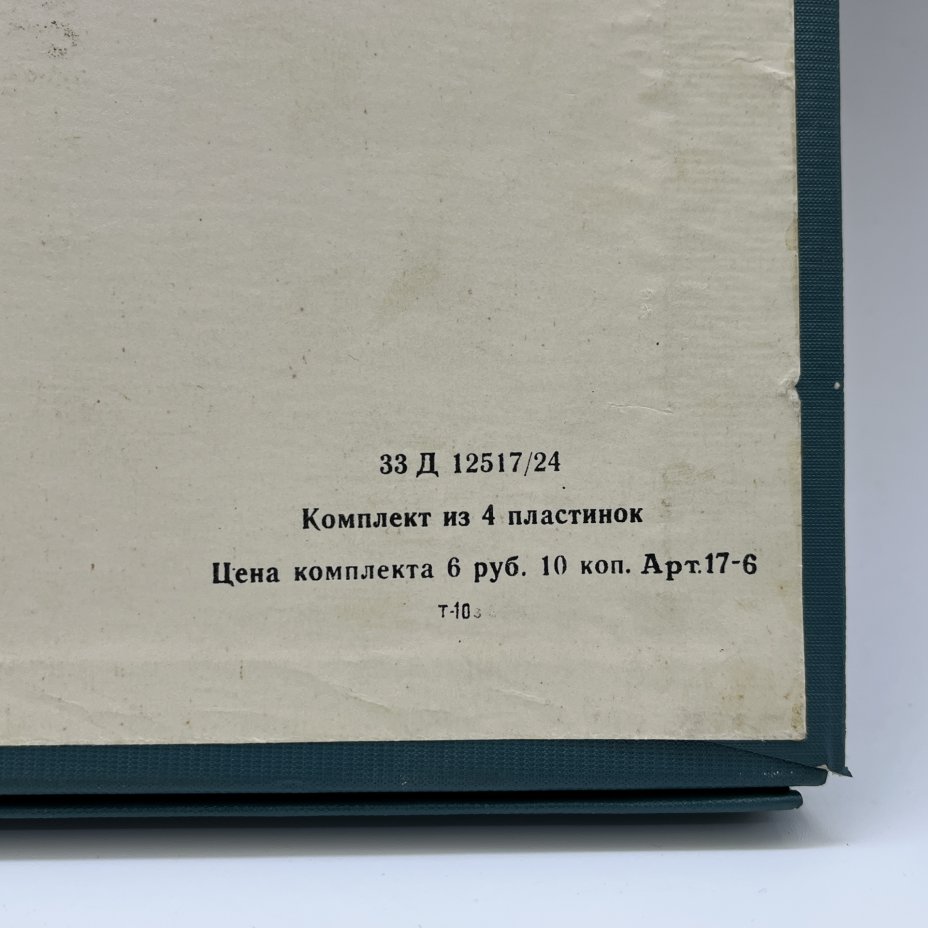 33 Д 12517/24
Комплект из 4 пластинок
Цена комплекта 6 руб. 10 коп. Арт.17-6